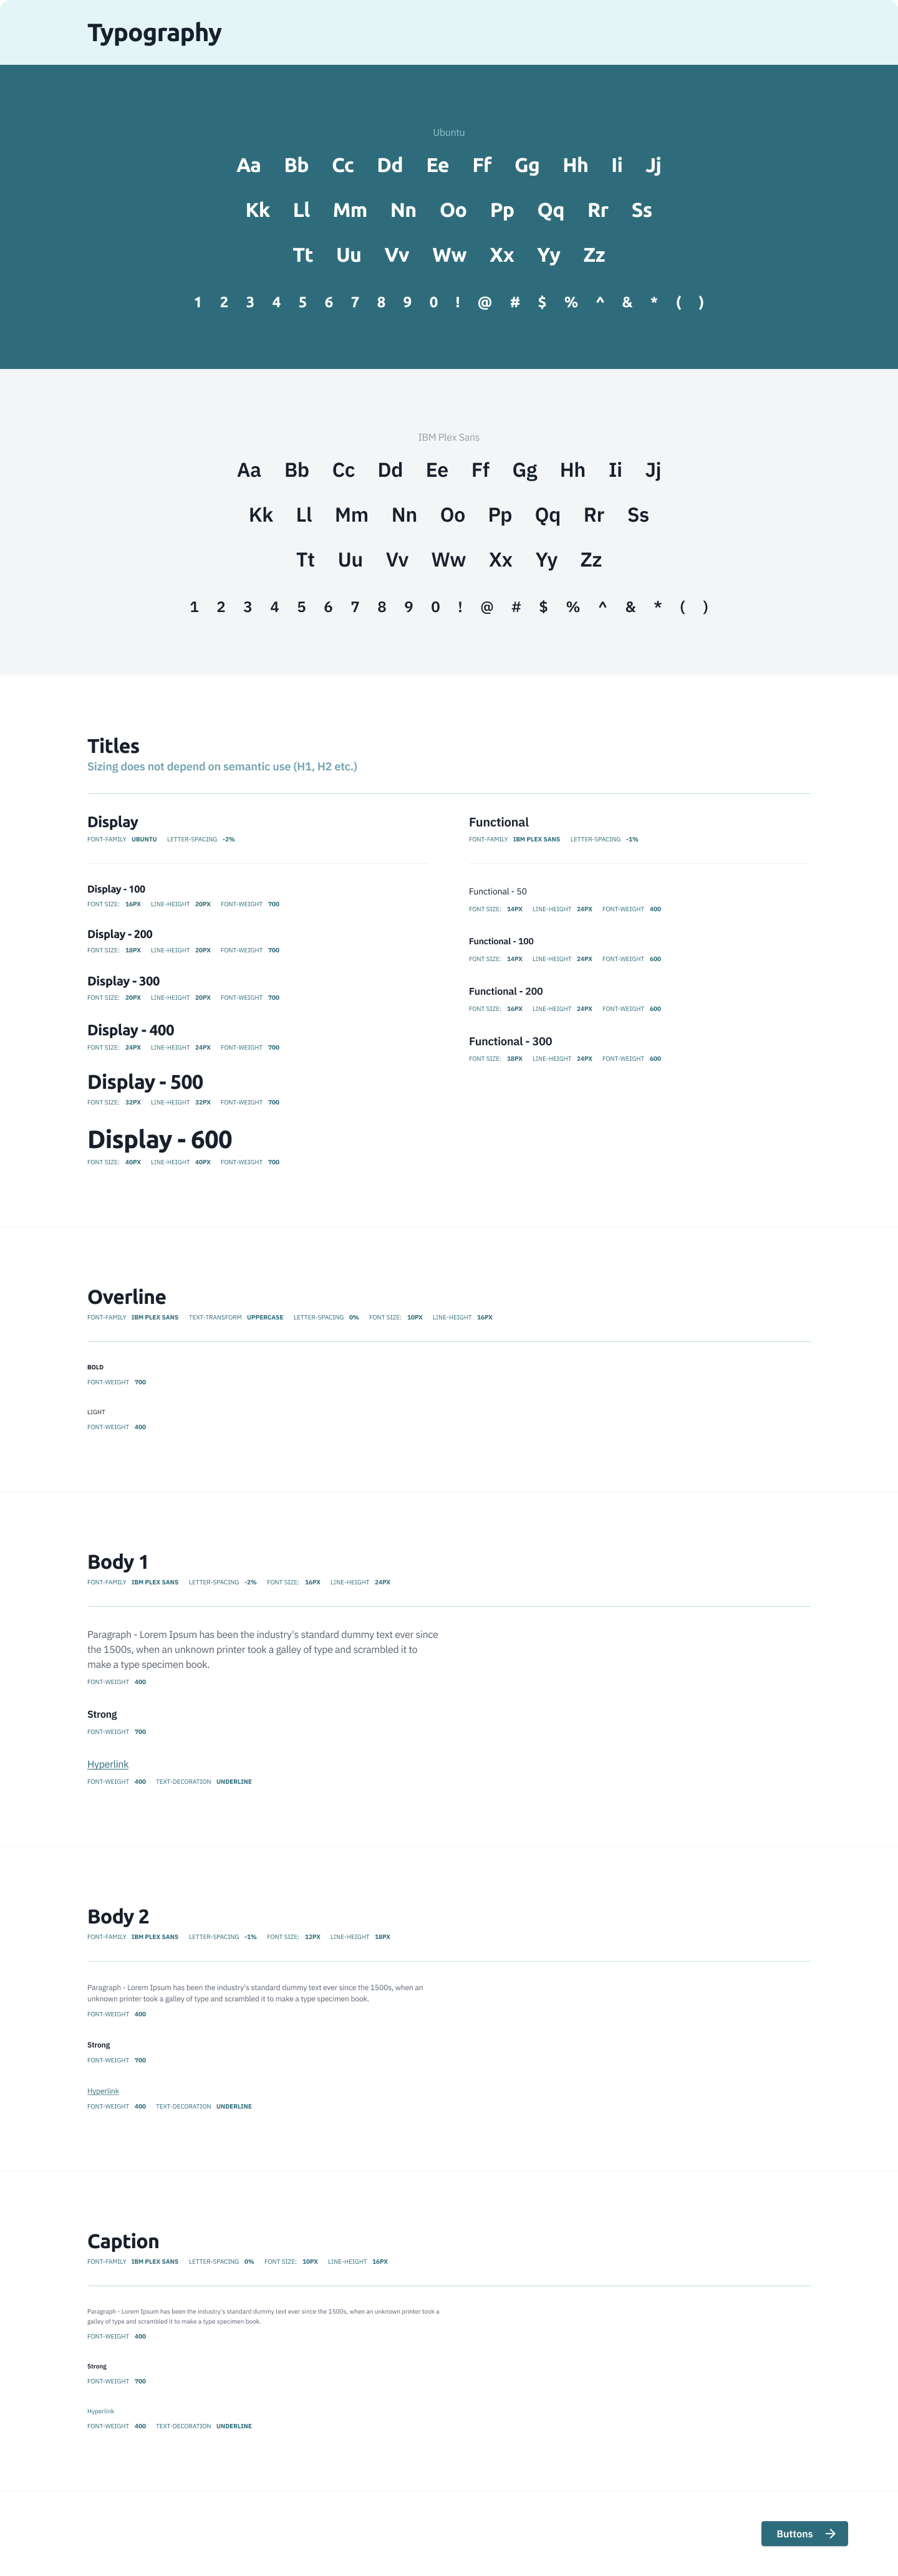 Typography
Ubuntu
Aa Bb Cc Dd Ee Ff Gg Hh Ii Jj
Kk Ll Mm Nn Oo Pp Qq Rr Ss
Tt Uu Vv Ww Xx Yy Zz
1 2 3 4 5 6 7 8 9 0 ! @ # $ % ^ & * ( )
IBM Plex Sans
Aa Bb Cc Dd Ee Ff Gg Hh Ii Jj
Kk Ll Mm Nn Oo Pp Qq Rr Ss
Tt Uu Vv Ww Xx Yy Zz
1 2 3 4 5 6 7 8 9 0 ! @ # $ % ^ & * ( )
Titles
Sizing does not depend on semantic use (H1, H2 etc.)
Display
FONT-FAMILY UBUNTU LETTER-SPACING -2%
Display - 100
FONT SIZE: 16PX LINE-HEIGHT 20PX FONT-WEIGHT 700
Display - 200
FONT SIZE: 18PX LINE-HEIGHT 20PX FONT-WEIGHT 700
Display - 300
FONT SIZE: 20PX LINE-HEIGHT 20PX FONT-WEIGHT 700
Display - 400
FONT SIZE: 24PX LINE-HEIGHT 24PX FONT-WEIGHT 700
Display - 500
FONT SIZE: 32PX LINE-HEIGHT 32PX FONT-WEIGHT 700
Display - 600
FONT SIZE: 40PX LINE-HEIGHT 40PX FONT-WEIGHT 700
Functional
FONT-FAMILY IBM PLEX SANS LETTER-SPACING -1%
Functional - 50
FONT SIZE: 14PX LINE-HEIGHT 24PX FONT-WEIGHT 400
Functional - 100
FONT SIZE: 14PX LINE-HEIGHT 24PX FONT-WEIGHT 600
Functional - 200
FONT SIZE: 16PX LINE-HEIGHT 24PX FONT-WEIGHT 600
Functional - 300
FONT SIZE: 18PX LINE-HEIGHT 24PX FONT-WEIGHT 600
Overline
FONT-FAMILY IBM PLEX SANS TEXT-TRANSFORM UPPERCASE LETTER-SPACING 0% FONT SIZE: 10PX LINE-HEIGHT 16PX
BOLD
FONT-WEIGHT 700
LIGHT
FONT-WEIGHT 400
Body 1
FONT-FAMILY IBM PLEX SANS LETTER-SPACING -2% FONT SIZE: 16PX LINE-HEIGHT 24PX
Paragraph - Lorem Ipsum has been the industry's standard dummy text ever since
the 1500s, when an unknown printer took a galley of type and scrambled it to
make a type specimen book.
FONT-WEIGHT 400
Strong
FONT-WEIGHT 700
Hyperlink
FONT-WEIGHT 400 TEXT-DECORATION UNDERLINE
Body 2
FONT-FAMILY IBM PLEX SANS LETTER-SPACING -1% FONT SIZE: 12PX LINE-HEIGHT 18PX
Paragraph - Lorem Ipsum has been the industry's standard dummy text ever since the 1500s, when an
unknown printer took a galley of type and scrambled it to make a type specimen book.
FONT-WEIGHT 400
Strong
FONT-WEIGHT 700
Hyperlink
FONT-WEIGHT 400 TEXT-DECORATION UNDERLINE
Caption
FONT-FAMILY IBM PLEX SANS LETTER-SPACING 0% FONT SIZE: 10PX LINE-HEIGHT 16PX
Paragraph - Lorem Ipsum has been the industry's standard dummy text ever since the 1500s, when an unknown printer took a
galley of type and scrambled it to make a type specimen book.
FONT-WEIGHT 400
Strong
FONT-WEIGHT 700
Hyperlink
FONT-WEIGHT 400 TEXT-DECORATION UNDERLINE
Buttons